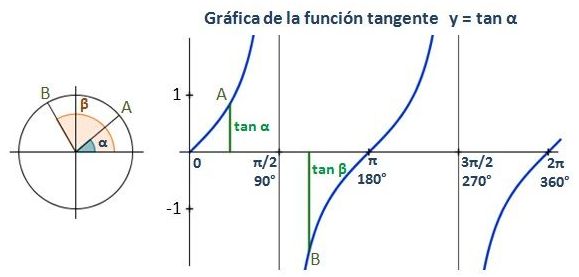 Gráfica de la función tangente y = tan α
B
β
A
α
1
A
tan α
0
π/2
90°
tan β
π
180°
3π/2
270°
2π
360°
-1
B